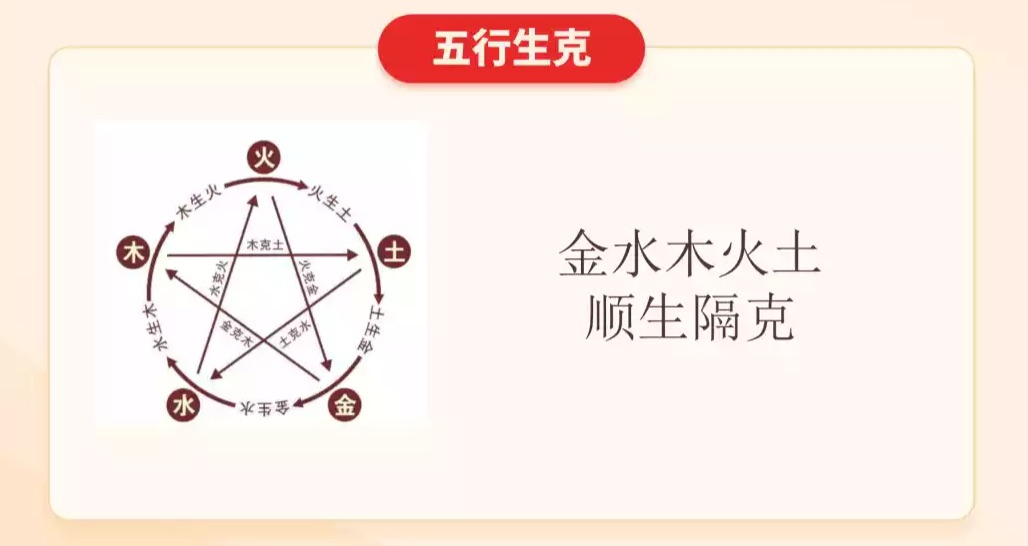 五行生克
火
木生火
火生土
木
木克土
土
水克火
火克金
水生木
金克木
土克水
土生金
水
金生水
金
金水木火土
顺生隔克